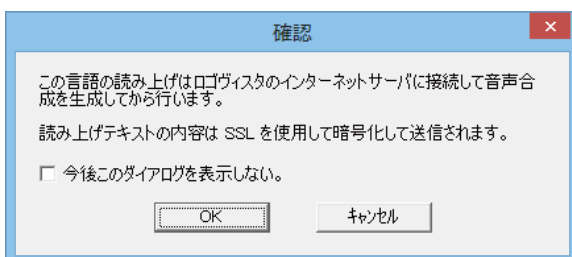 確認
この言語の読み上げはロゴヴィスタのインターネットサーバに接続して音声合
成を生成してから行います。
読み上げテキストの内容は SSL を使用して暗号化して送信されます。
今後このダイアログを表示しない。
OK
キャンセル